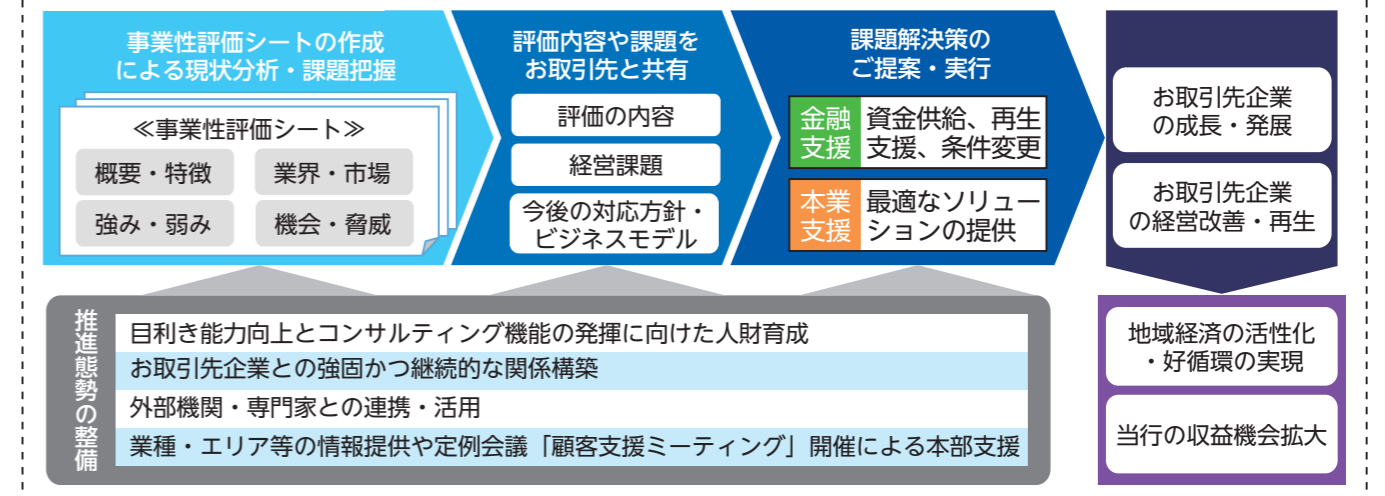 事業性評価シートの作成
による現状分析・課題把握
≪事業性評価シート≫
概要・特徴
業界・市場
強み・弱み
機会・脅威
評価内容や課題を
お取引先と共有
評価の内容
経営課題
今後の対応方針・
ビジネスモデル
課題解決策の
ご提案・実行
金融
支援
資金供給、再生
支援、条件変更
本業
支援
最適なソリュー
ションの提供
お取引先企業
の成長・発展
お取引先企業
の経営改善・再生
地域経済の活性化
・好循環の実現
当行の収益機会拡大
推進態勢の整備
目利き能力向上とコンサルティング機能の発揮に向けた人財育成
お取引先企業との強固かつ継続的な関係構築
外部機関・専門家との連携・活用
業種・エリア等の情報提供や定例会議「顧客支援ミーティング」開催による本部支援